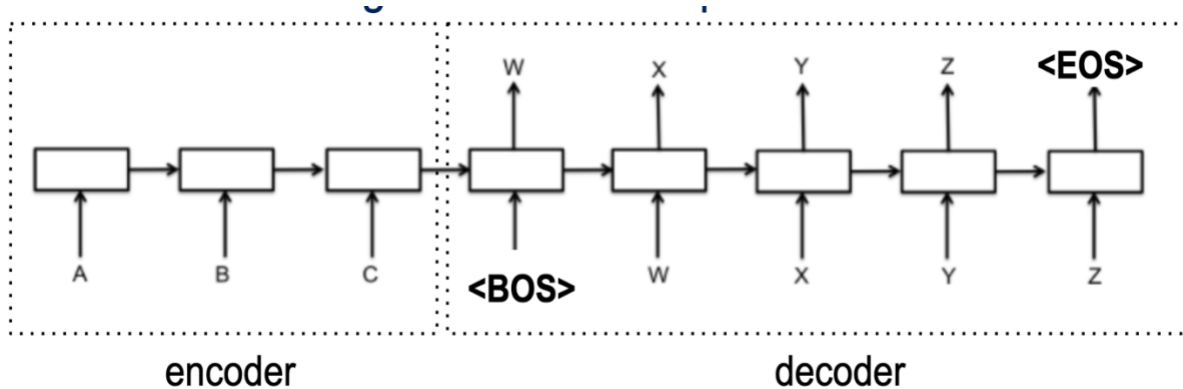 W X Y Z <EOS>
A B C <BOS> W X Y Z
encoder decoder